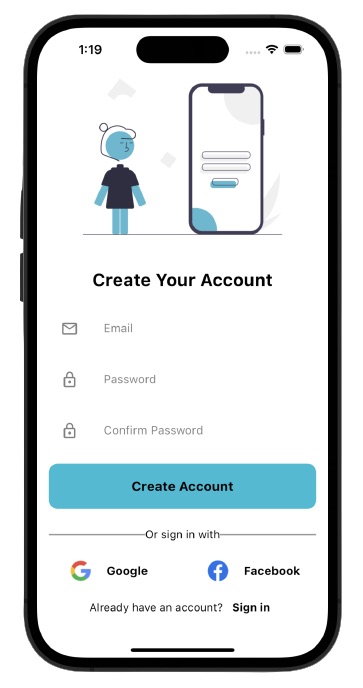 1:19
Create Your Account
Email
Password
Confirm Password
Create Account
Or sign in with
Google Facebook
Already have an account? Sign in